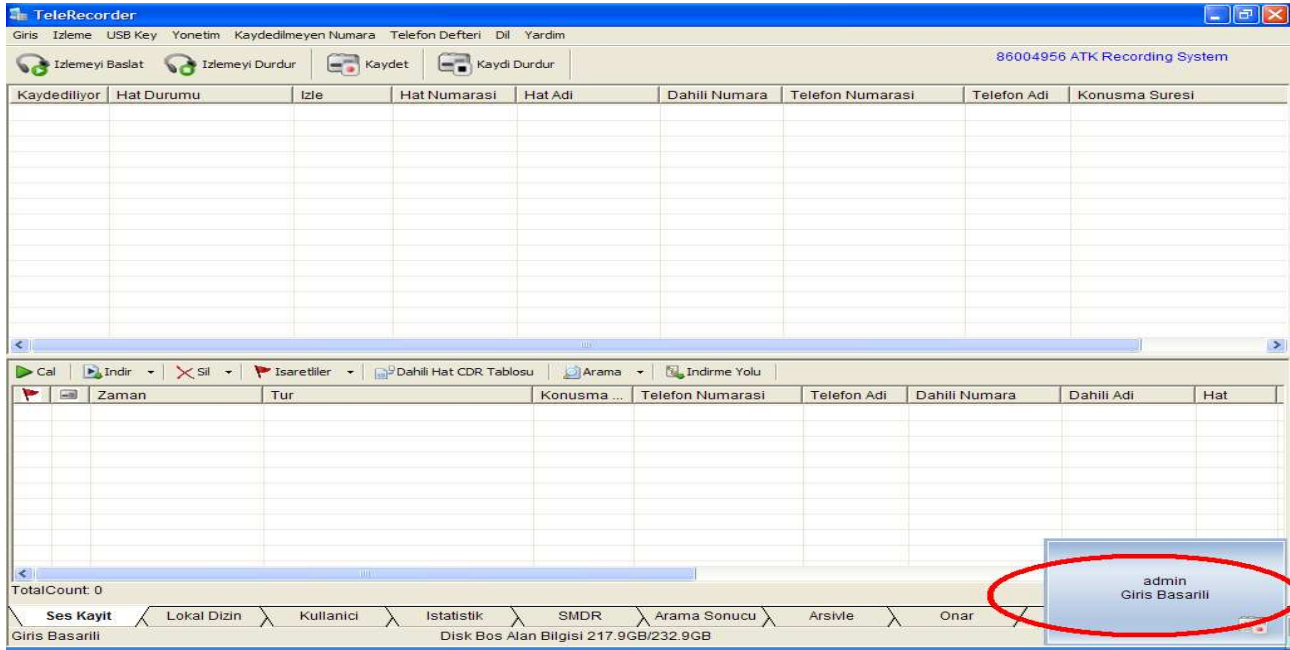 TeleRecorder
Giris Izleme USB Key Yonetim Kaydedilmeyen Numara Telefon Defteri Dil Yardim
Izlemeyi Baslat Izlemeyi Durdur Kaydet Kaydi Durdur 86004956 ATK Recording System
Kaydediliyor Hat Durumu Izle Hat Numarasi Hat Adi Dahili Numara Telefon Numarasi Telefon Adi Konusma Suresi
Cal Indir Sil Isaretliler Dahili Hat CDR Tablosu Arama Indirme Yolu
Zaman Tur Konusma ... Telefon Numarasi Telefon Adi Dahili Numara Dahili Adi Hat
TotalCount: 0
admin
Giris Basarili
Ses Kayit Lokal Dizin Kullanici Istatistik SMDR Arama Sonucu Arsivle Onar
Giris Basarili Disk Bos Alan Bilgisi 217.9GB/232.9GB